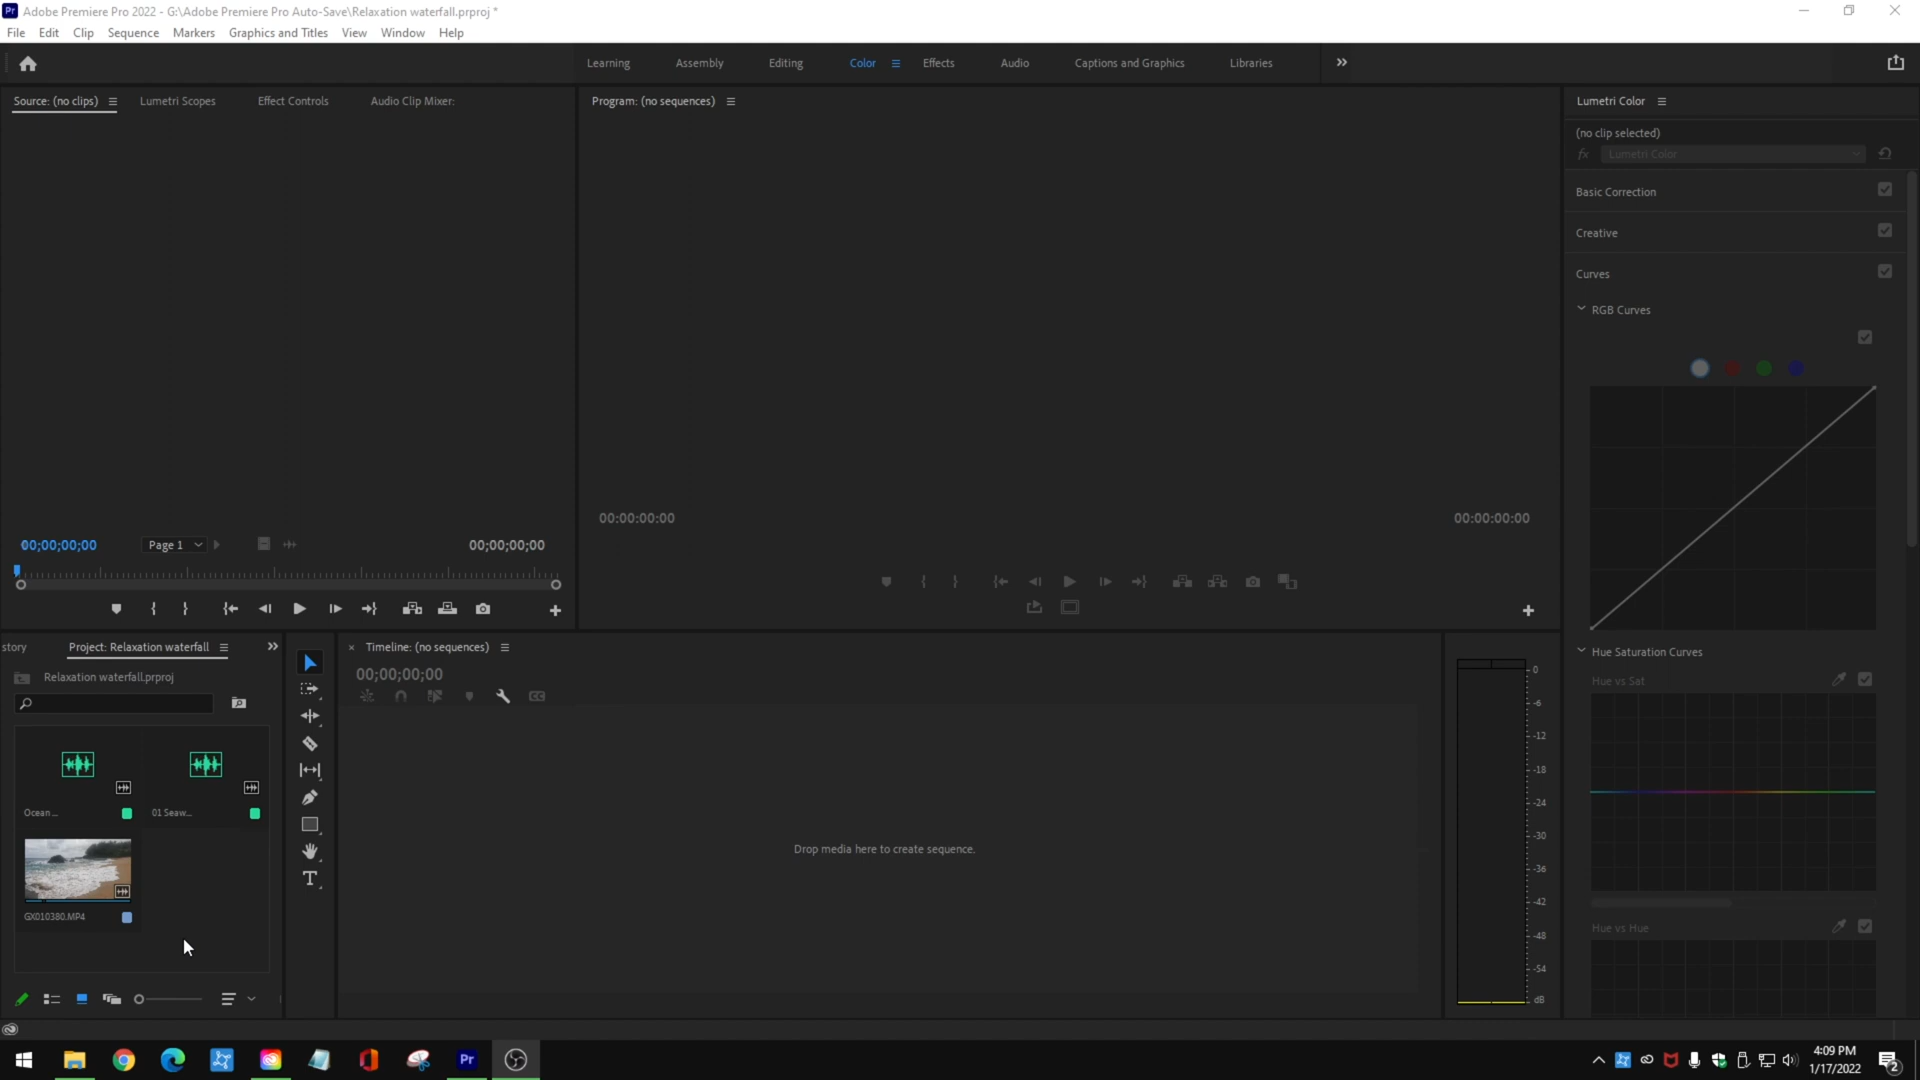 Pr Adobe Premiere Pro 2022 - G:\Adobe Premiere Pro Auto-Save\Relaxation waterfall.prproj *
File Edit Clip Sequence Markers Graphics and Titles View Window Help
Learning Assembly Editing Color Effects Audio Captions and Graphics Libraries
Source: (no clips) Lumetri Scopes Effect Controls Audio Clip Mixer:
Program: (no sequences)
Lumetri Color
(no clip selected)
fx Lumetri Color
Basic Correction
Creative
Curves
RGB Curves
00:00:00:00 00:00:00:00
00;00;00;00 Page 1 00;00;00;00
Hue Saturation Curves
Hue vs Sat
Hue vs Hue
story Project: Relaxation waterfall
Relaxation waterfall.prproj
Ocean ... 01 Seaw...
GX010380.MP4
Timeline: (no sequences)
00;00;00;00
CC
T
Drop media here to create sequence.
0
-6
-12
-18
-24
-30
-36
-42
-48
-54
dB
Pr
4:09 PM
1/17/2022
2